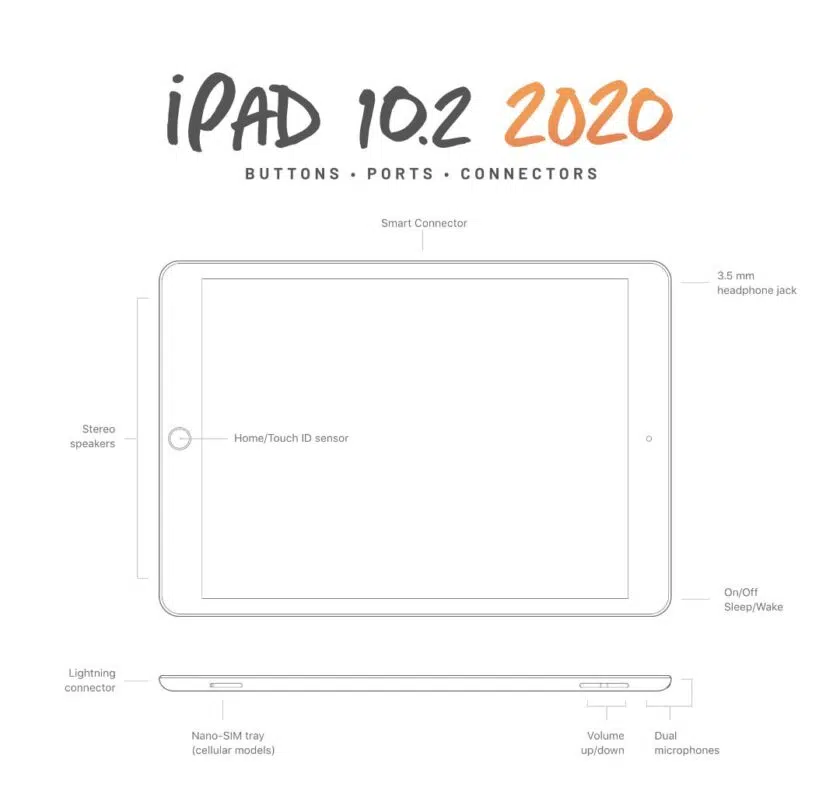 iPAD 10.2 2020
BUTTONS • PORTS • CONNECTORS
Smart Connector
3.5 mm
headphone jack
Stereo
speakers
Home/Touch ID sensor
On/Off
Sleep/Wake
Lightning
connector
Nano-SIM tray
(cellular models)
Volume
up/down
Dual
microphones